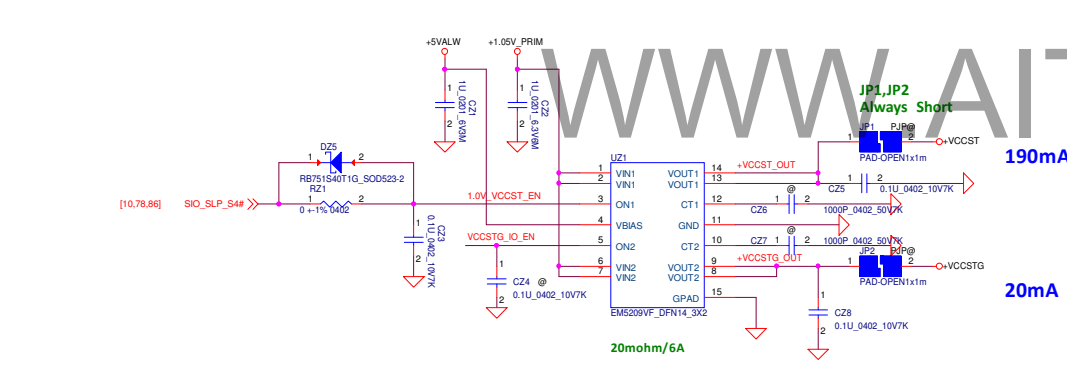 +5VALW
+1.05V_PRIM
WWW.AIT
1
2
1U_0201_6V3M
CZ1
1
2
1U_0201_6.3V6M
CZ2
JP1,JP2
Always Short
JP1
PJP@
1
2
+VCCST
PAD-OPEN1x1m
190mA
DZ5
1
2
RB751S40T1G_SOD523-2
RZ1
1
2
0 +-1% 0402
[10,78,86]
SIO_SLP_S4#
1
2
CZ3
0.1U_0402_10V7K
1.0V_VCCST_EN
VCCSTG_IO_EN
1
2
CZ4 @
0.1U_0402_10V7K
UZ1
1 VIN1 VOUT1 14
2 VIN1 VOUT1 13
3 ON1 CT1 12
4 VBIAS GND 11
5 ON2 CT2 10
6 VIN2 VOUT2 9
7 VIN2 VOUT2 8
GPAD 15
EM5209VF_DFN14_3X2
20mohm/6A
+VCCST_OUT
1 2
CZ5
0.1U_0402_10V7K
@
1 2
CZ6
1000P_0402_50V7K
@
CZ7
1 2
1000P_0402_50V7K
+VCCSTG_OUT
JP2
PJP@
1
2
+VCCSTG
PAD-OPEN1x1m
20mA
1
2
CZ8
0.1U_0402_10V7K